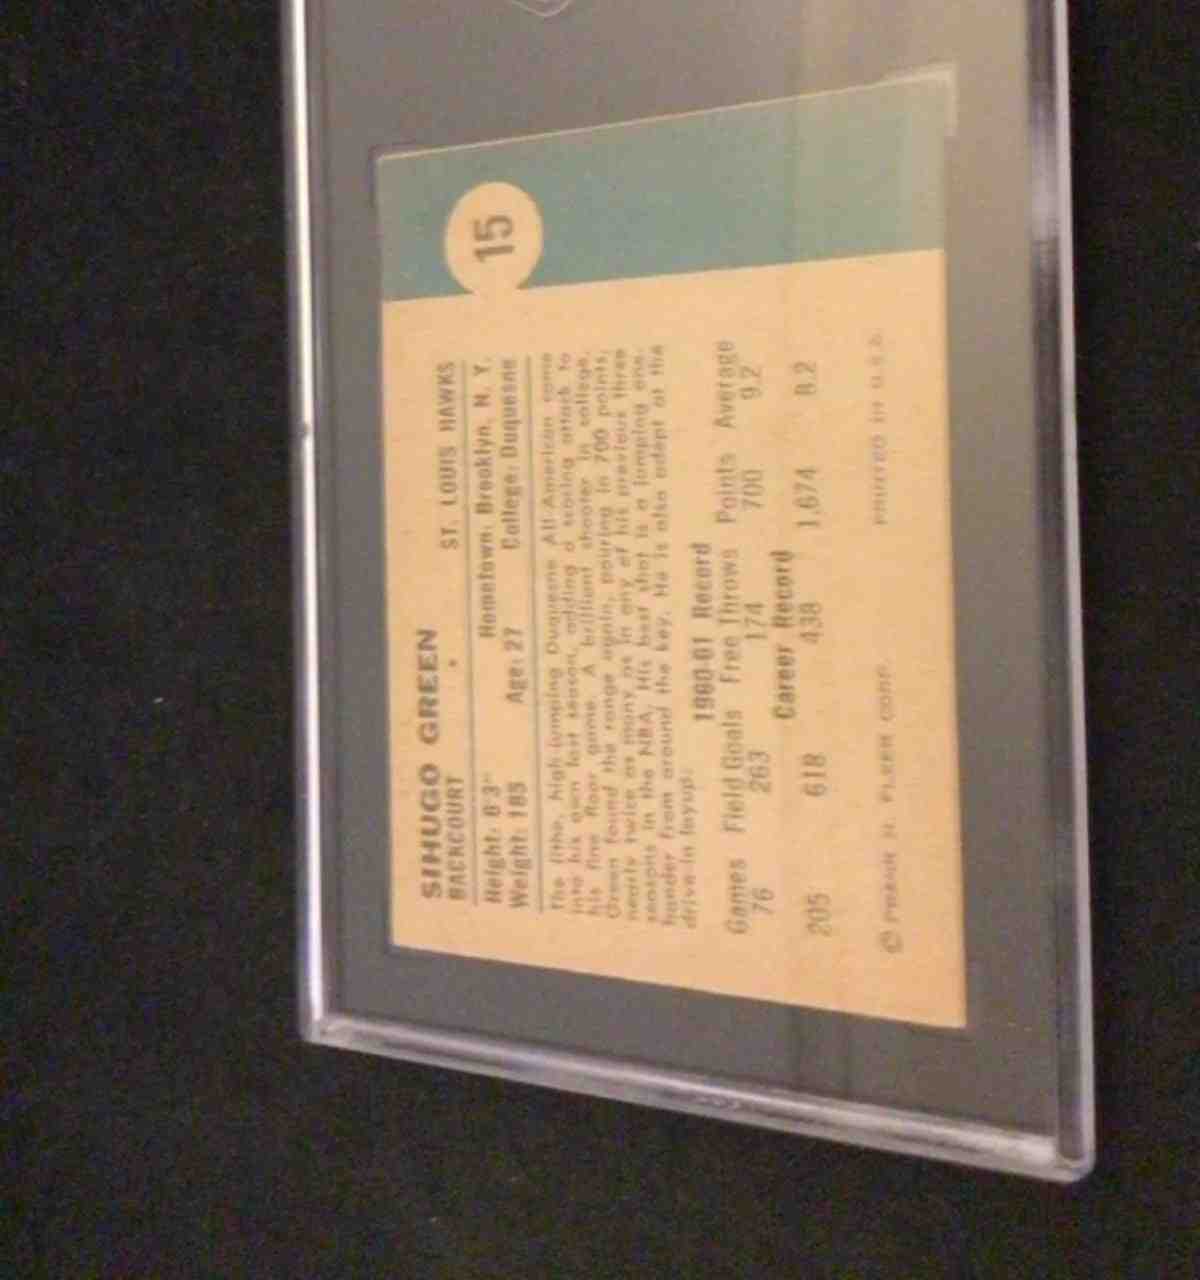 15
SIHUGO GREEN
BACKCOURT ST. LOUIS HAWKS
Height: 6'3" Hometown: Brooklyn, N. Y.
Weight: 185 Age: 27 College: Duquesne
The lithe, high-jumping Duquesne All-American came
into his own last season, adding a scoring attack to
his fine floor game. A brilliant shooter in college,
Green found the range again, pouring in 700 points,
nearly twice as many as in any of his previous three
seasons in the NBA. His best shot is a jumping one-
hander from around the key. He is also adept at the
drive-in layup.
1960-61 Record
Games Field Goals Free Throws Points Average
76 263 174 700 9.2
Career Record
205 618 438 1,674 8.2
© FRANK H. FLEER CORP. PRINTED IN U.S.A.